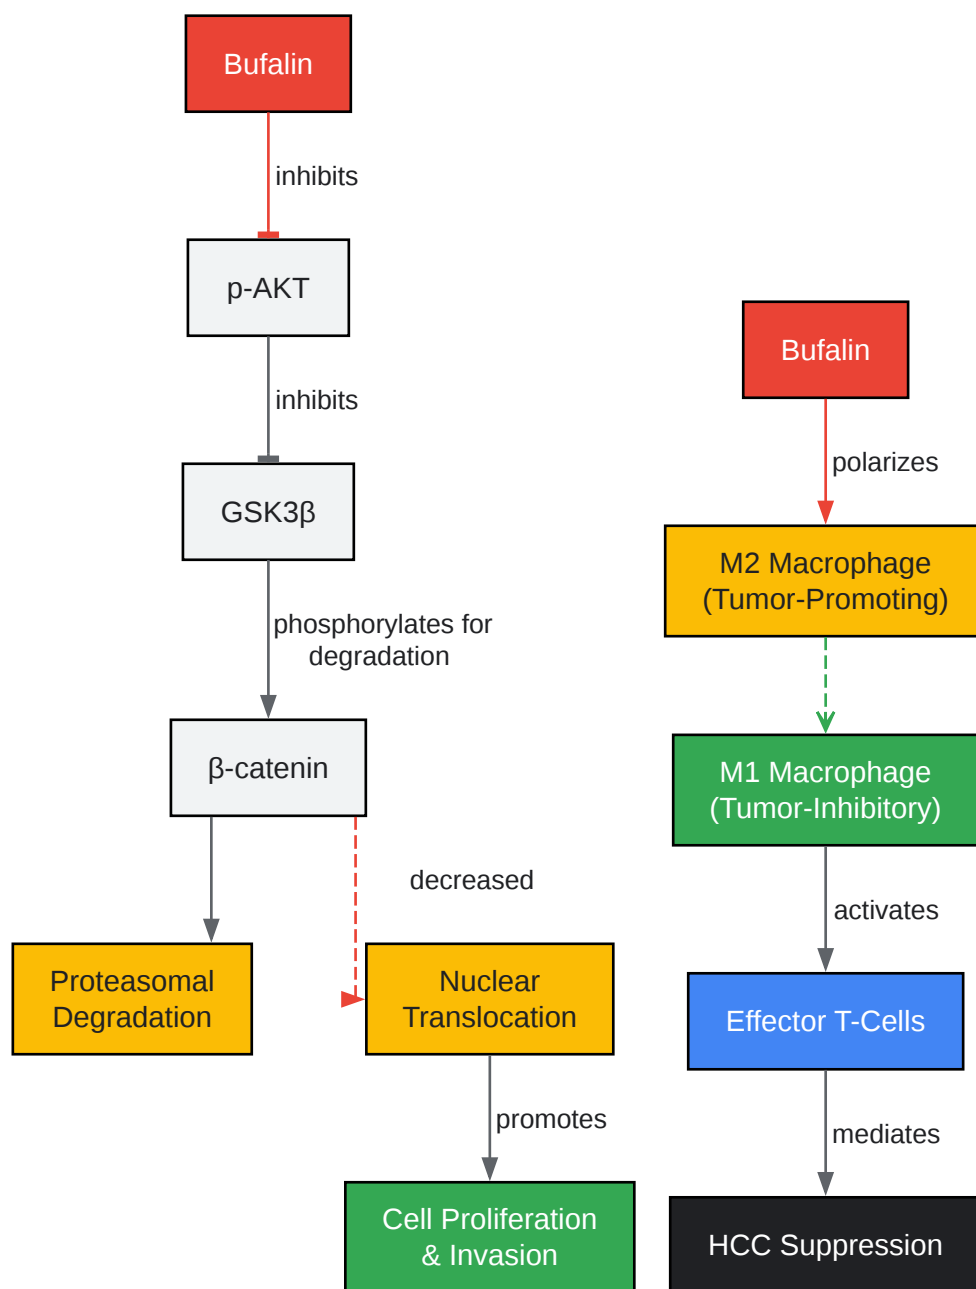 Bufalin
inhibits
p-AKT
inhibits
GSK3β
phosphorylates for
degradation
β-catenin
decreased
Proteasomal
Degradation
Nuclear
Translocation
promotes
Cell Proliferation
& Invasion
Bufalin
polarizes
M2 Macrophage
(Tumor-Promoting)
M1 Macrophage
(Tumor-Inhibitory)
activates
Effector T-Cells
mediates
HCC Suppression